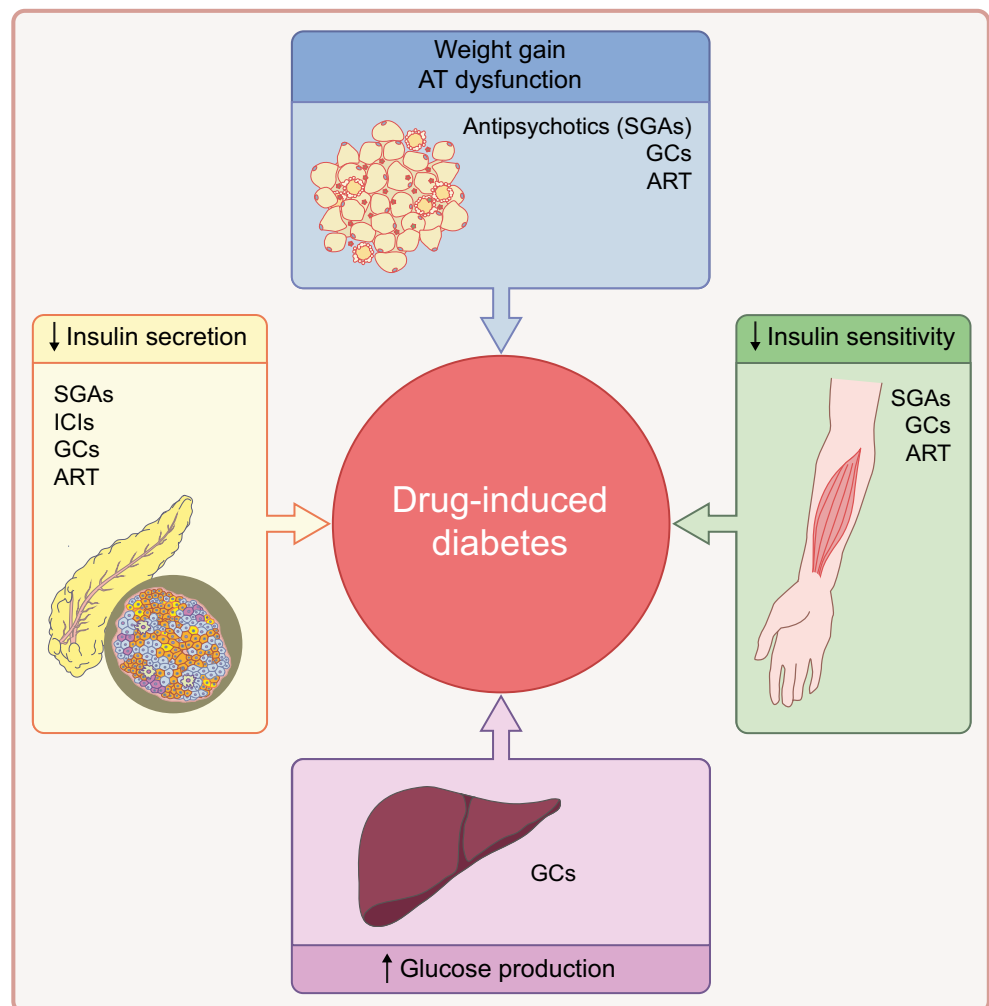 Weight gain
AT dysfunction
Antipsychotics (SGAs)
GCs
ART
↓ Insulin secretion
SGAs
ICIs
GCs
ART
↓ Insulin sensitivity
SGAs
GCs
ART
Drug-induced
diabetes
GCs
↑ Glucose production